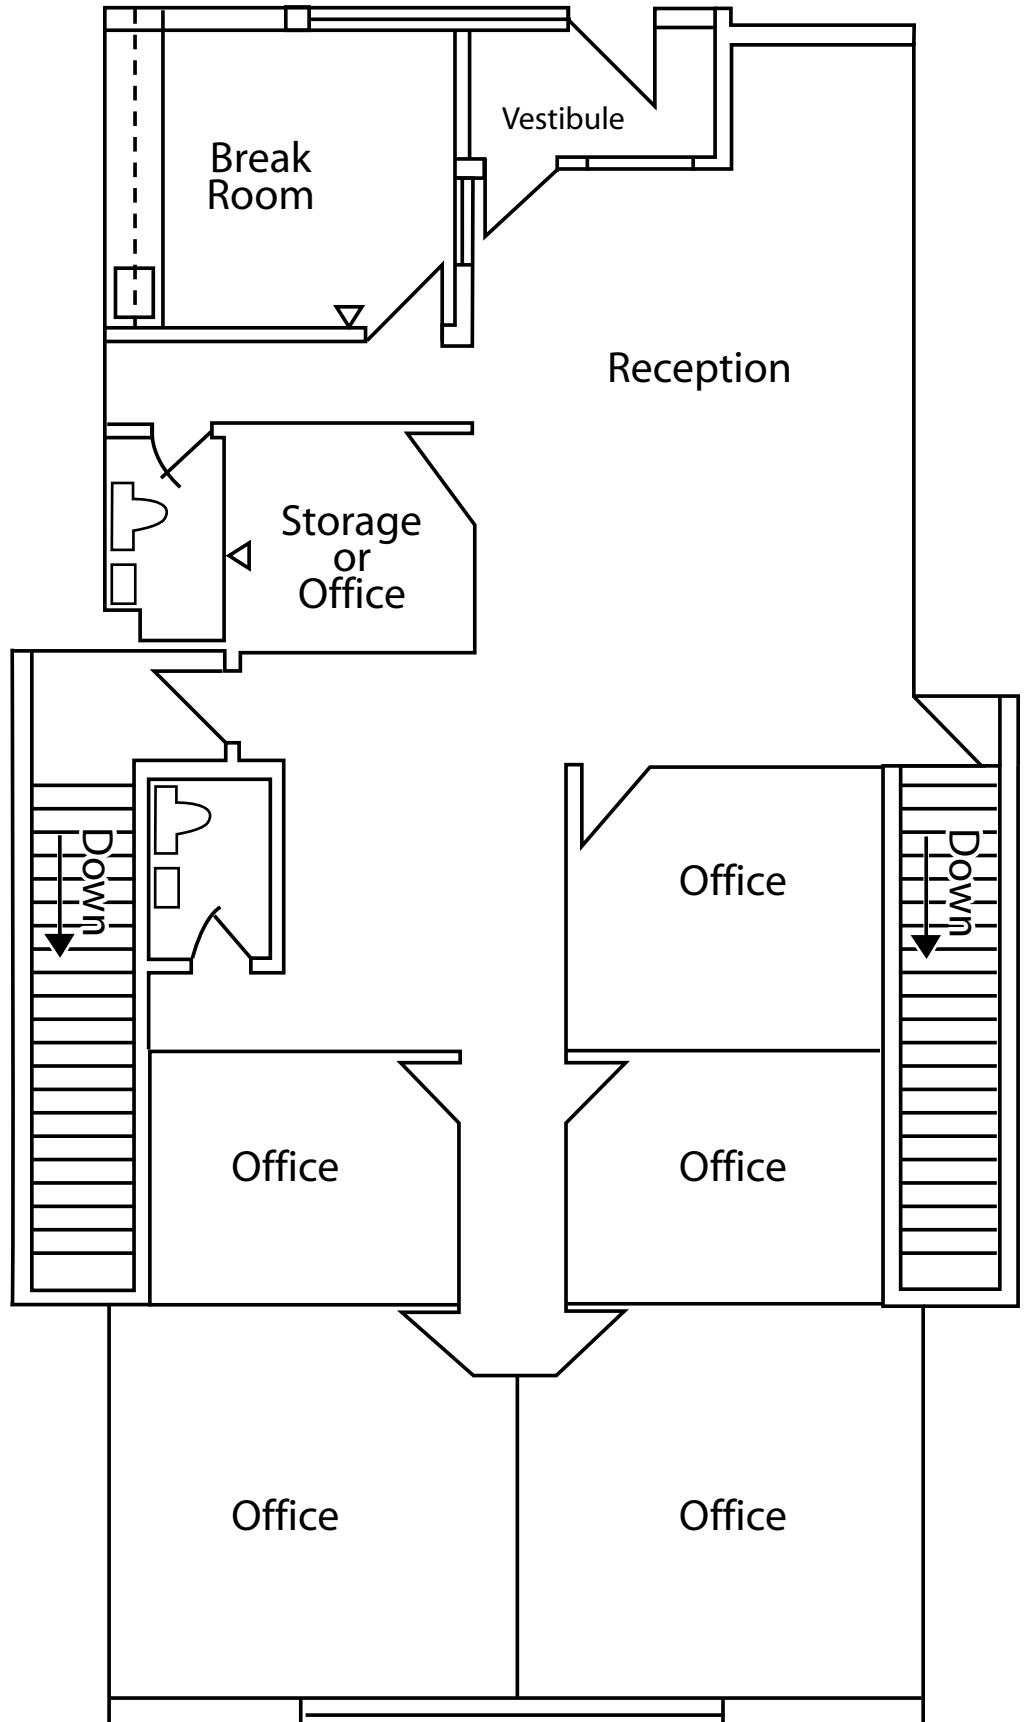 Vestibule
Break
Room
Reception
Storage
or
Office
Down
Office
Down
Office
Office
Office
Office